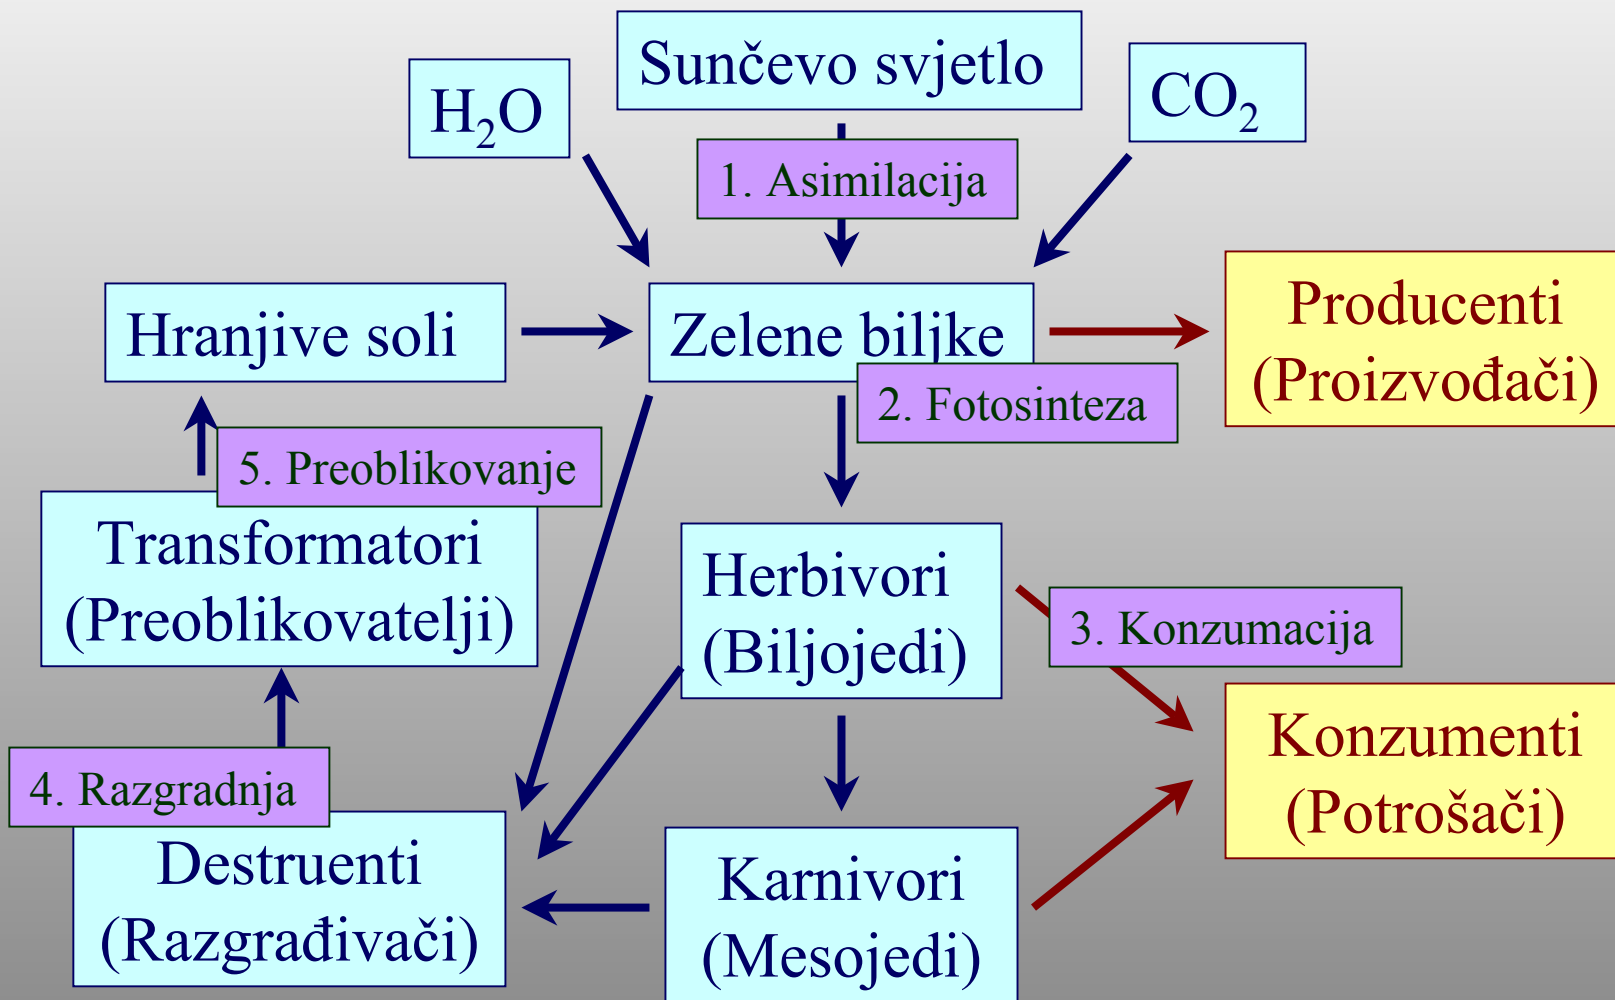 Sunčevo svjetlo
H₂O
CO₂
1. Asimilacija
Hranjive soli
Zelene biljke
Producenti
(Proizvođači)
2. Fotosinteza
5. Preoblikovanje
Transformatori
(Preoblikovatelji)
Herbivori
(Biljojedi)
3. Konzumacija
Konzumenti
(Potrošači)
4. Razgradnja
Destruenti
(Razgrađivači)
Karnivori
(Mesojedi)